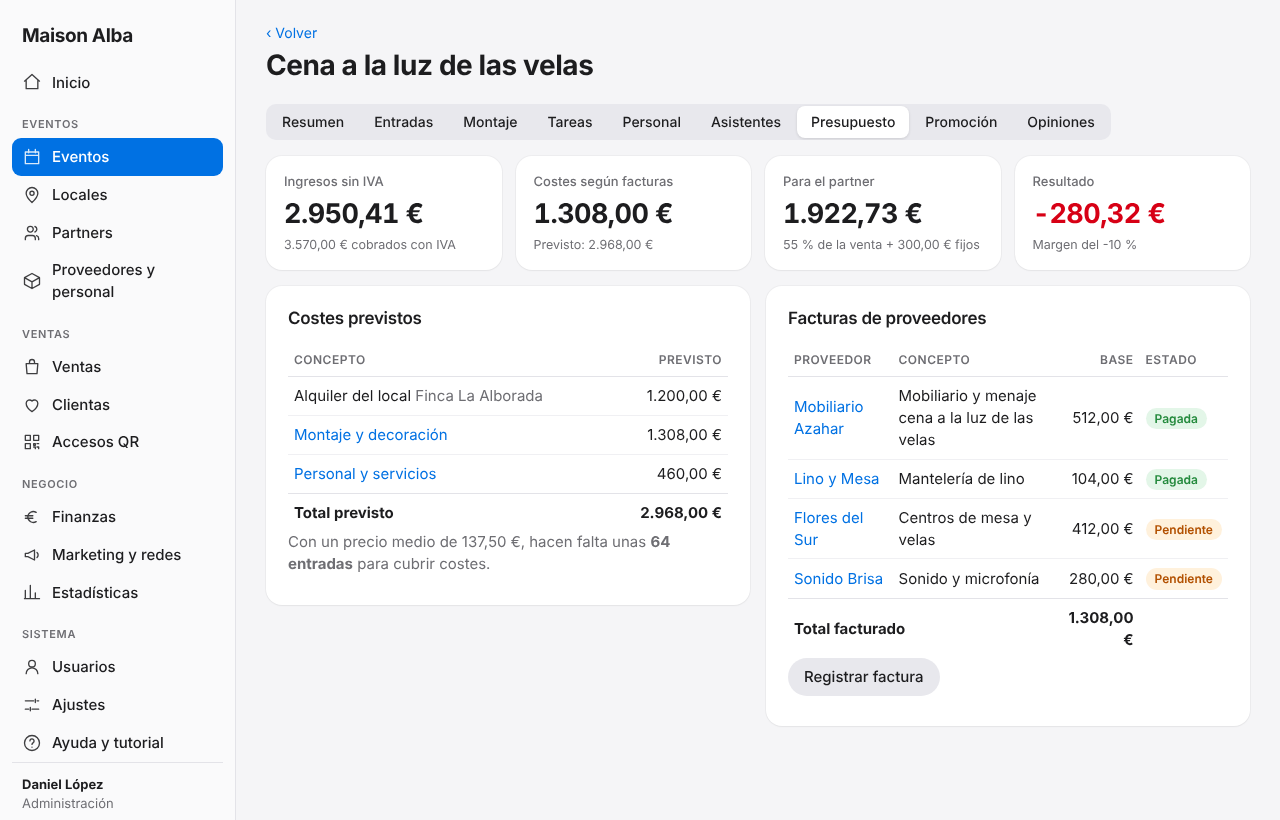 Maison Alba
Inicio
EVENTOS
Eventos
Locales
Partners
Proveedores y
personal
VENTAS
Ventas
Clientas
Accesos QR
NEGOCIO
Finanzas
Marketing y redes
Estadísticas
SISTEMA
Usuarios
Ajustes
Ayuda y tutorial
Daniel López
Administración
‹ Volver
Cena a la luz de las velas
Resumen Entradas Montaje Tareas Personal Asistentes Presupuesto Promoción Opiniones
Ingresos sin IVA
2.950,41 €
3.570,00 € cobrados con IVA
Costes según facturas
1.308,00 €
Previsto: 2.968,00 €
Para el partner
1.922,73 €
55 % de la venta + 300,00 € fijos
Resultado
-280,32 €
Margen del -10 %
Costes previstos
CONCEPTO PREVISTO
Alquiler del local Finca La Alborada 1.200,00 €
Montaje y decoración 1.308,00 €
Personal y servicios 460,00 €
Total previsto 2.968,00 €
Con un precio medio de 137,50 €, hacen falta unas 64
entradas para cubrir costes.
Facturas de proveedores
PROVEEDOR CONCEPTO BASE ESTADO
Mobiliario
Azahar
Mobiliario y menaje
cena a la luz de las
velas
512,00 € Pagada
Lino y Mesa Mantelería de lino 104,00 € Pagada
Flores del
Sur
Centros de mesa y
velas
412,00 € Pendiente
Sonido Brisa Sonido y microfonía 280,00 € Pendiente
Total facturado
1.308,00
€
Registrar factura